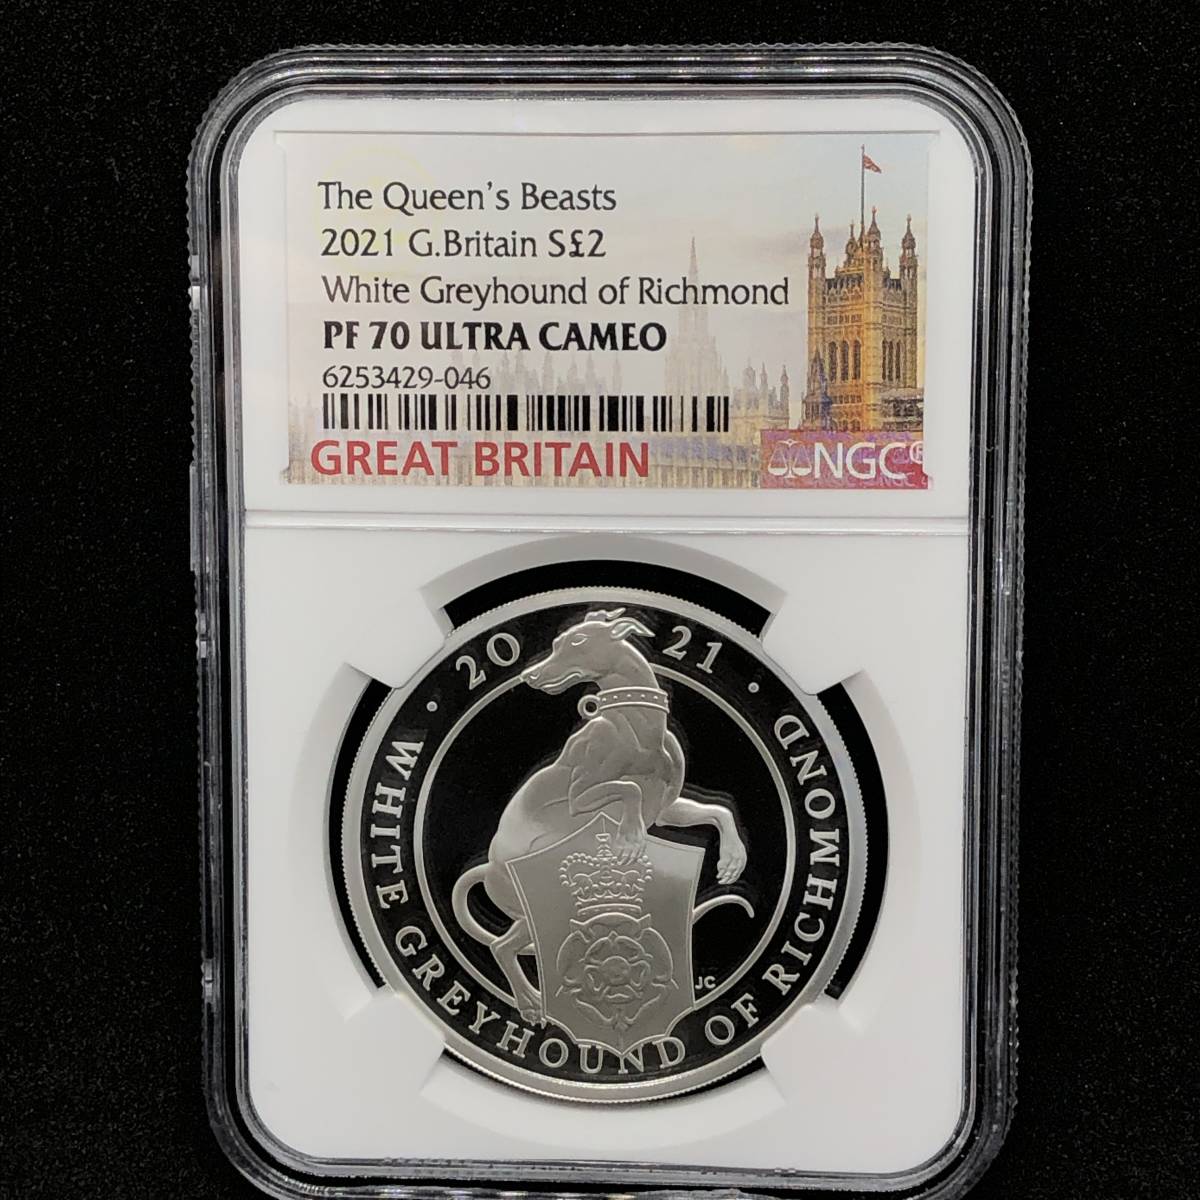 The Queen's Beasts
2021 G.Britain S£2
White Greyhound of Richmond
PF 70 ULTRA CAMEO
6253429-046
GREAT BRITAIN
NGC®
2021
· WHITE GREYHOUND OF RICHMOND ·
JC